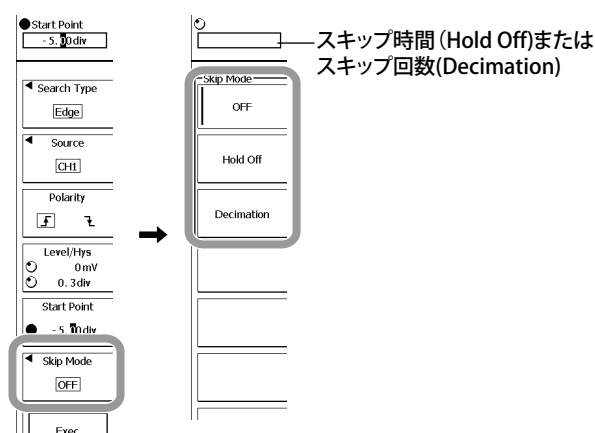 Start Point
-5.00div
Search Type
Edge
Source
CH1
Polarity
Level/Hys
0mV
0.3div
Start Point
-5.00div
Skip Mode
OFF
Exec
Skip Mode
OFF
Hold Off
Decimation
スキップ時間(Hold Off)または
スキップ回数(Decimation)